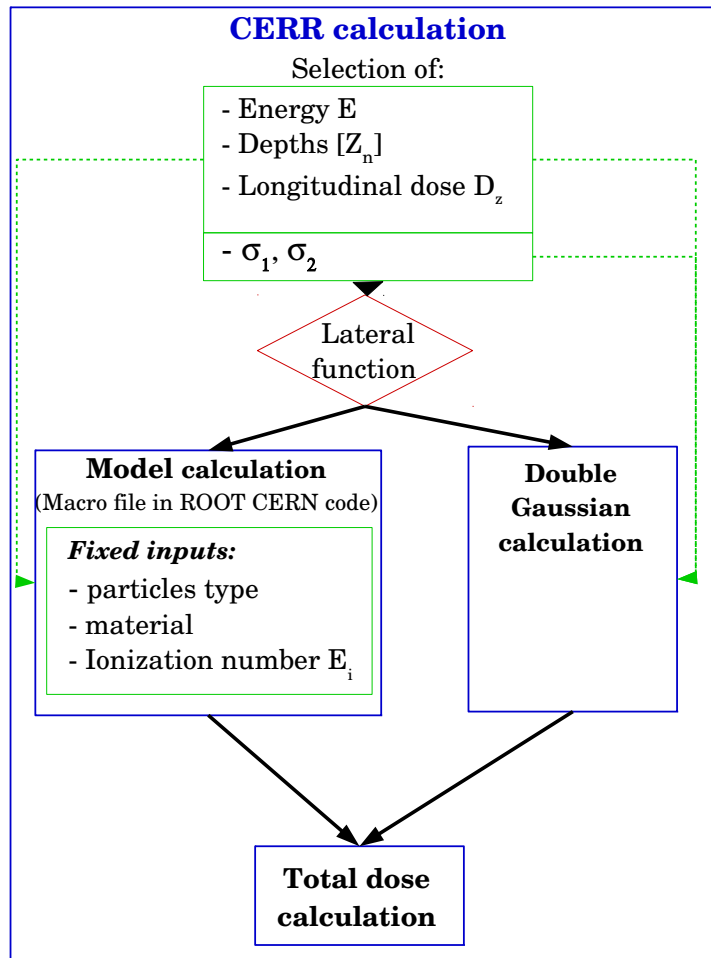 CERR calculation
Selection of:
- Energy E
- Depths [Z_n]
- Longitudinal dose D_z
- σ_1, σ_2
Lateral
function
Model calculation
(Macro file in ROOT CERN code)
Fixed inputs:
- particles type
- material
- Ionization number E_i
Double
Gaussian
calculation
Total dose
calculation